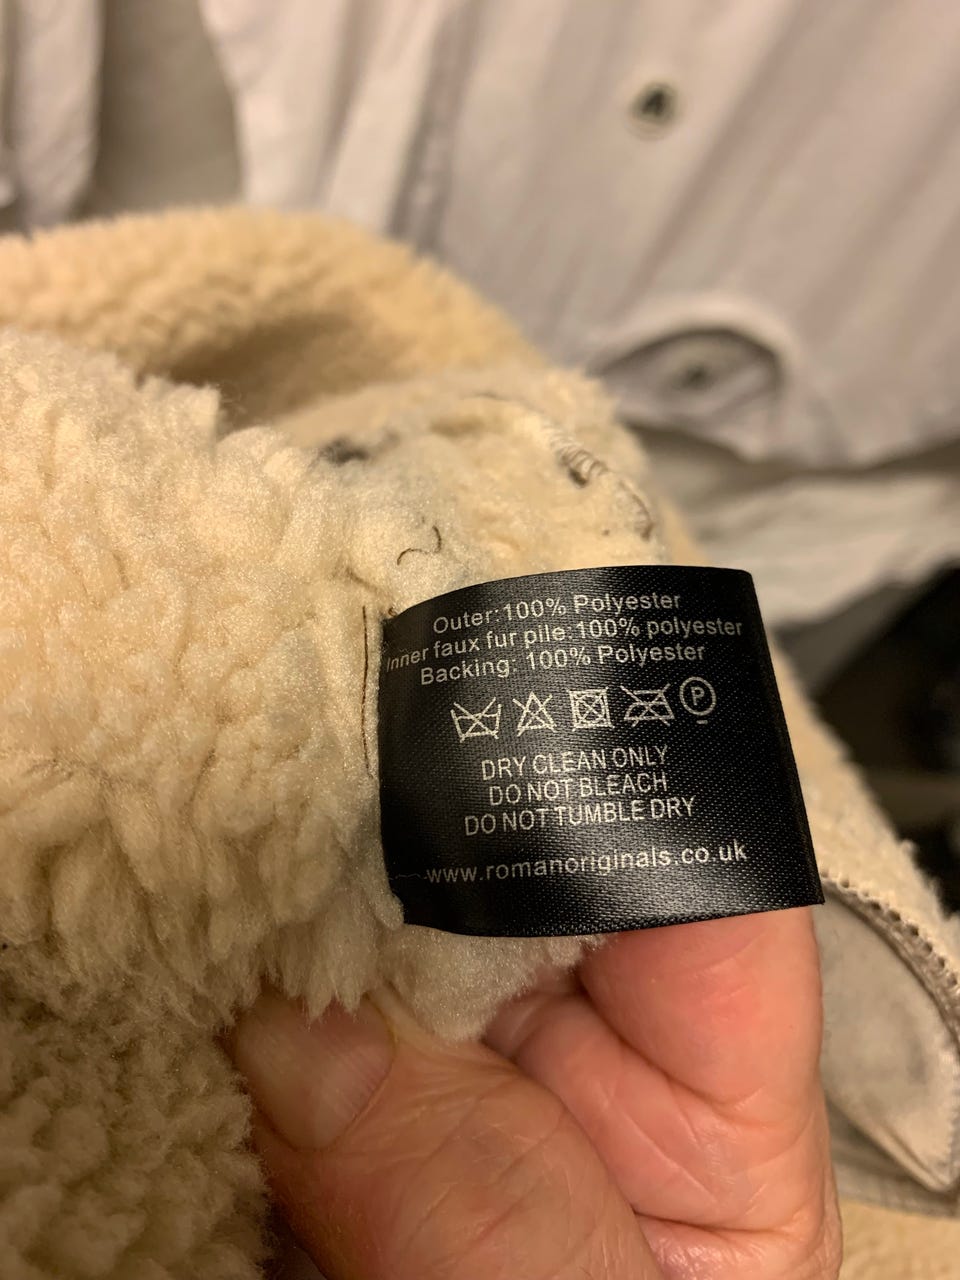 Outer:100% Polyester
Inner faux fur pile:100% polyester
Backing: 100% Polyester
P
DRY CLEAN ONLY
DO NOT BLEACH
DO NOT TUMBLE DRY
www.romanoriginals.co.uk